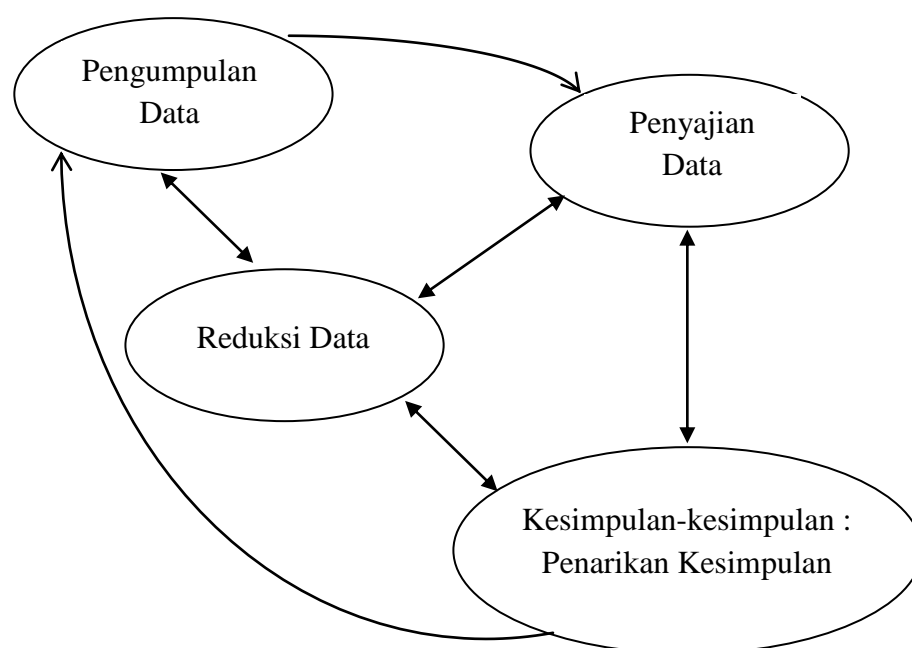 Pengumpulan
Data
Penyajian
Data
Reduksi Data
Kesimpulan-kesimpulan :
Penarikan Kesimpulan